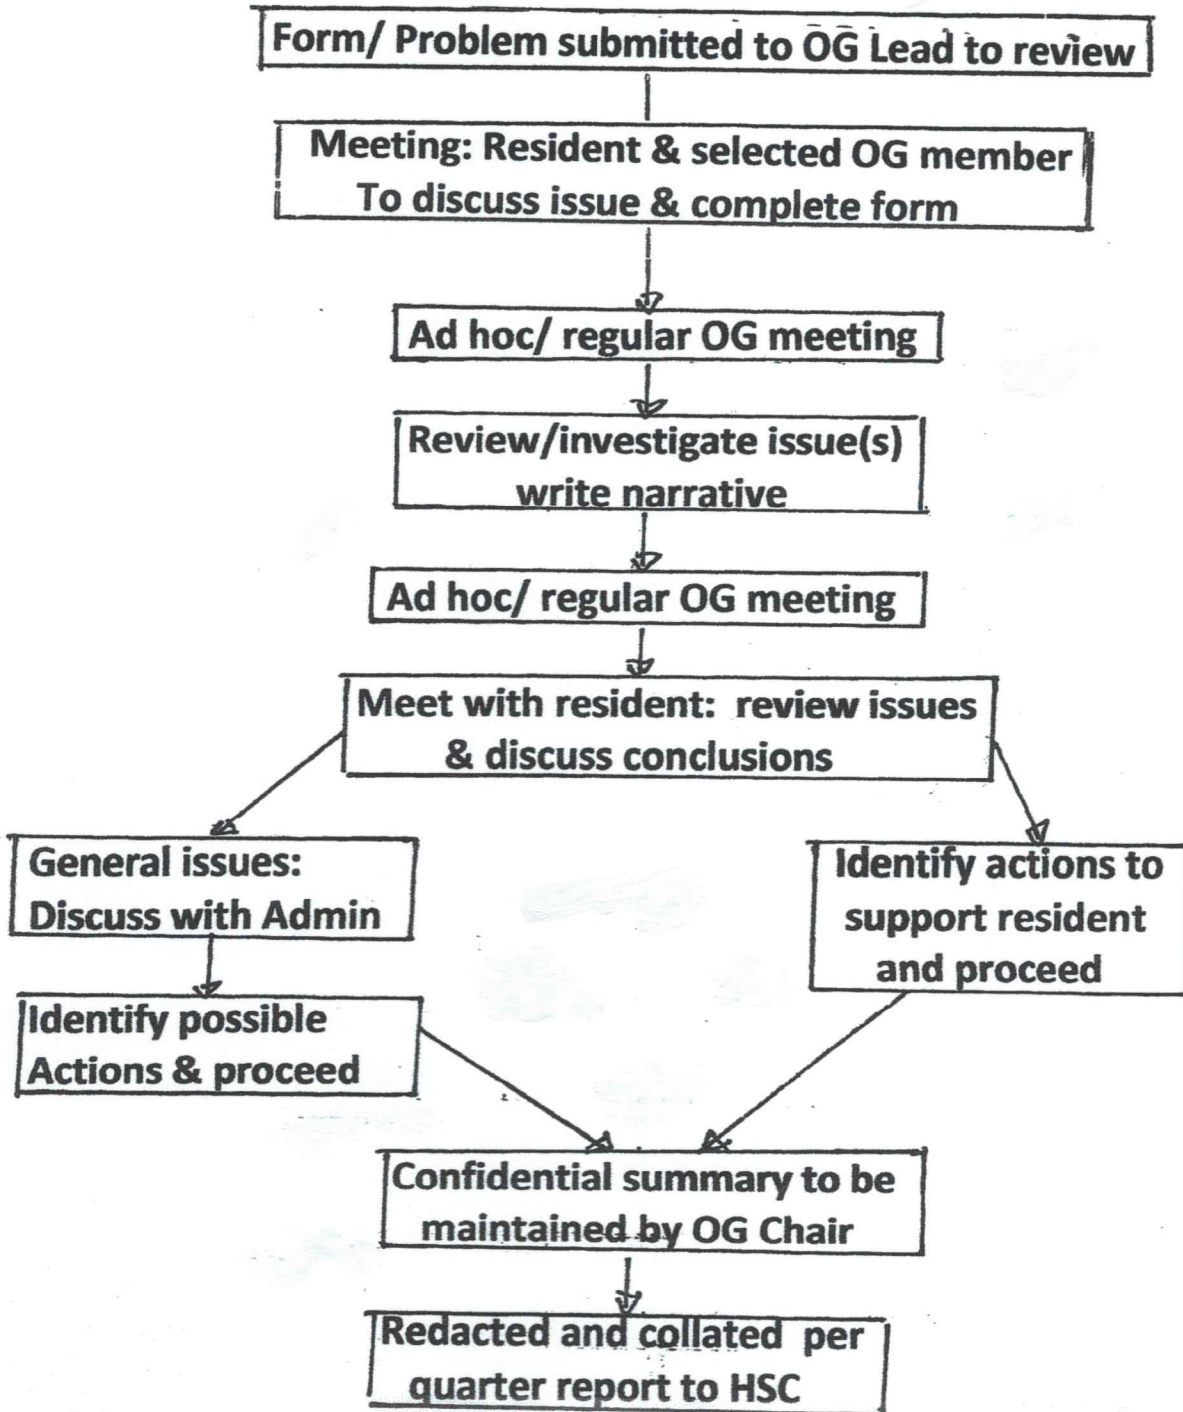 Form/ Problem submitted to OG Lead to review
Meeting: Resident & selected OG member
To discuss issue & complete form
Ad hoc/ regular OG meeting
Review/investigate issue(s)
write narrative
Ad hoc/ regular OG meeting
Meet with resident: review issues
& discuss conclusions
General issues:
Discuss with Admin
Identify actions to
support resident
and proceed
Identify possible
Actions & proceed
Confidential summary to be
maintained by OG Chair
Redacted and collated per
quarter report to HSC